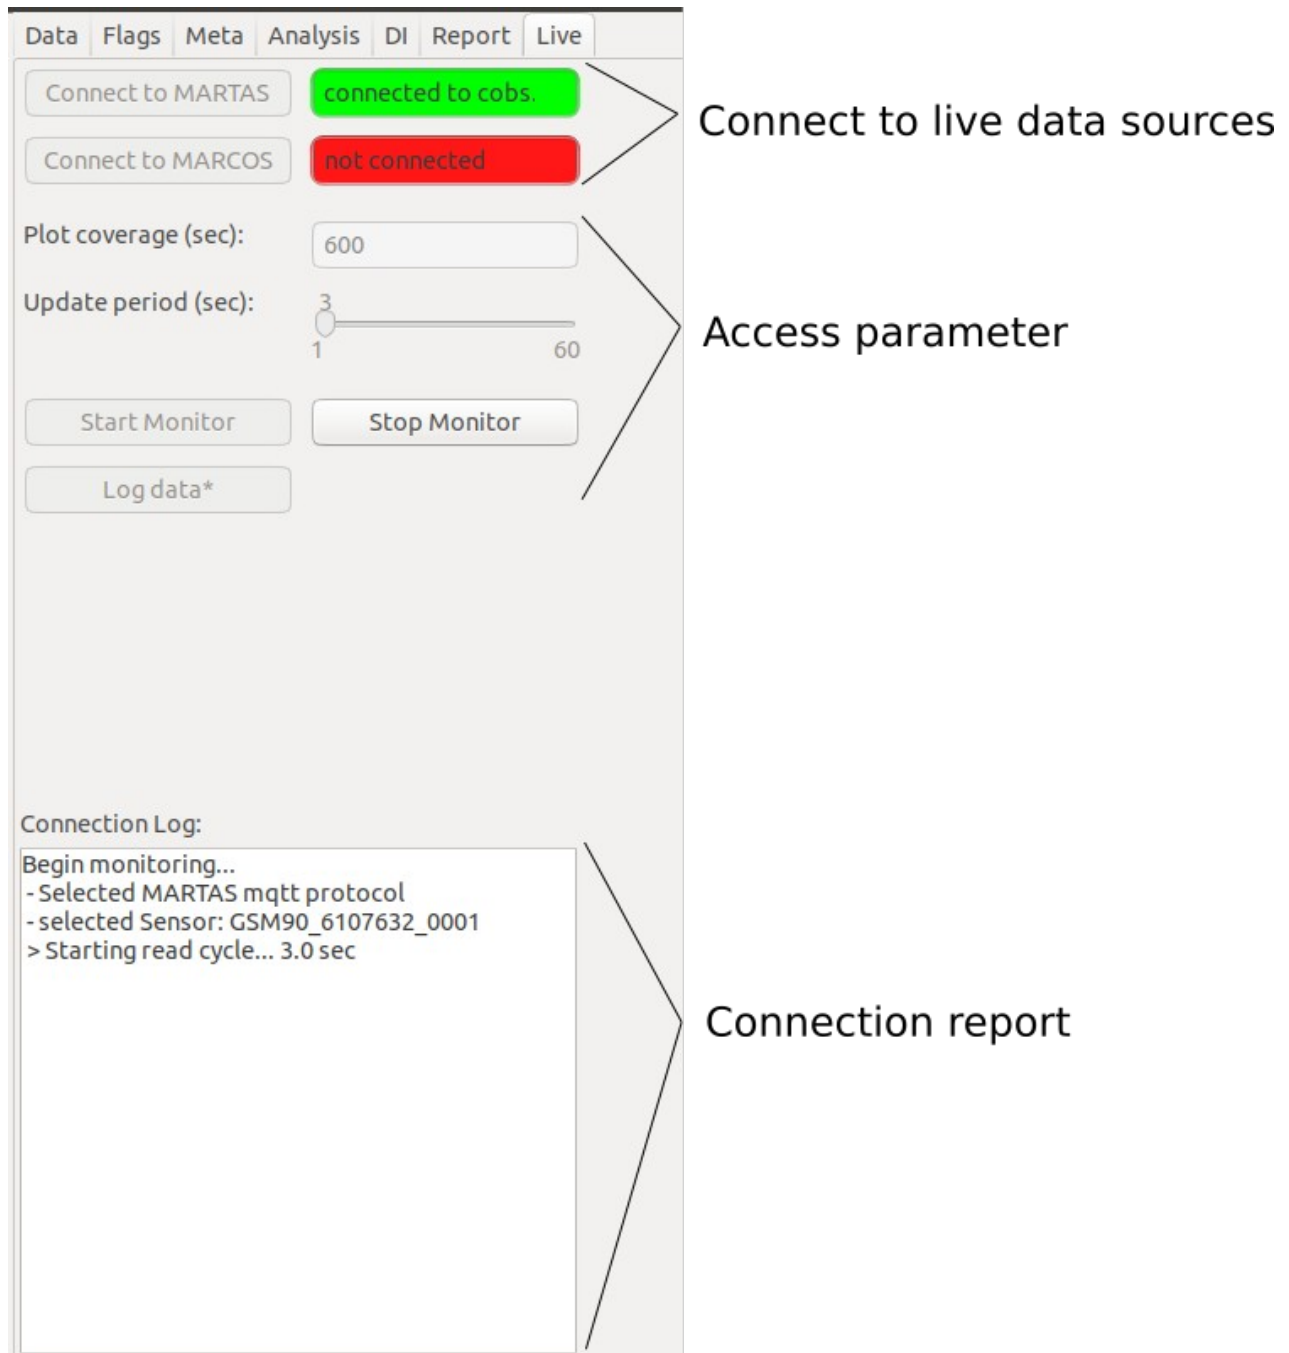 Data Flags Meta Analysis DI Report Live
Connect to MARTAS connected to cobs.
Connect to live data sources
Connect to MARCOS not connected
Plot coverage (sec): 600
Update period (sec): 3
1 60
Access parameter
Start Monitor Stop Monitor
Log data*
Connection Log:
Begin monitoring...
- Selected MARTAS mqtt protocol
- selected Sensor: GSM90_6107632_0001
> Starting read cycle... 3.0 sec
Connection report